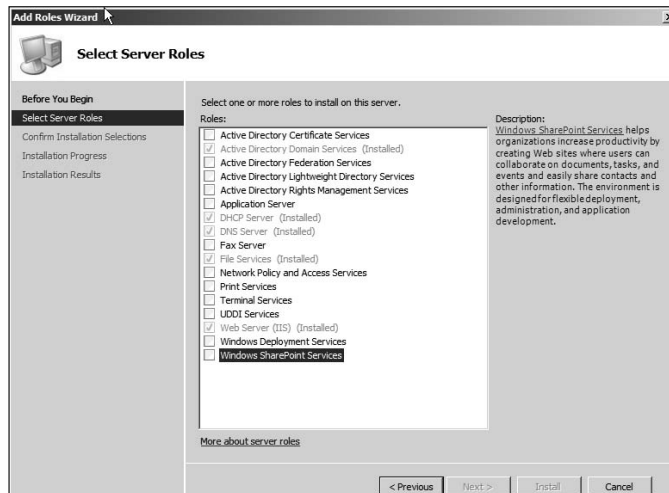 Add Roles Wizard
Select Server Roles
Before You Begin
Select Server Roles
Confirm Installation Selections
Installation Progress
Installation Results
Select one or more roles to install on this server.
Roles:
Active Directory Certificate Services
Active Directory Domain Services (Installed)
Active Directory Federation Services
Active Directory Lightweight Directory Services
Active Directory Rights Management Services
Application Server
DHCP Server (Installed)
DNS Server (Installed)
Fax Server
File Services (Installed)
Network Policy and Access Services
Print Services
Terminal Services
UDDI Services
Web Server (IIS) (Installed)
Windows Deployment Services
Windows SharePoint Services
More about server roles
Description:
Windows SharePoint Services helps
organizations increase productivity by
creating Web sites where users can
collaborate on documents, tasks, and
events and easily share contacts and
other information. The environment is
designed for flexible deployment,
administration, and application
development.
< Previous
Next >
Install
Cancel